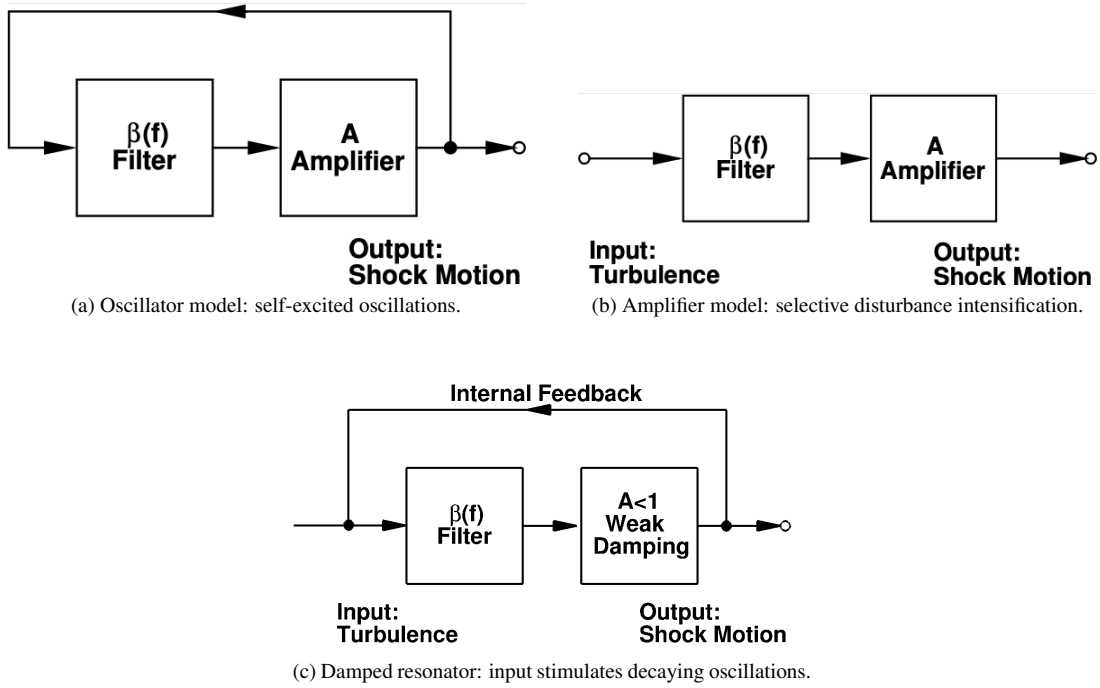 β(f)
Filter
A
Amplifier
Output:
Shock Motion
(a) Oscillator model: self-excited oscillations.
β(f)
Filter
A
Amplifier
Input:
Turbulence
Output:
Shock Motion
(b) Amplifier model: selective disturbance intensification.
Internal Feedback
β(f)
Filter
A<1
Weak
Damping
Input:
Turbulence
Output:
Shock Motion
(c) Damped resonator: input stimulates decaying oscillations.